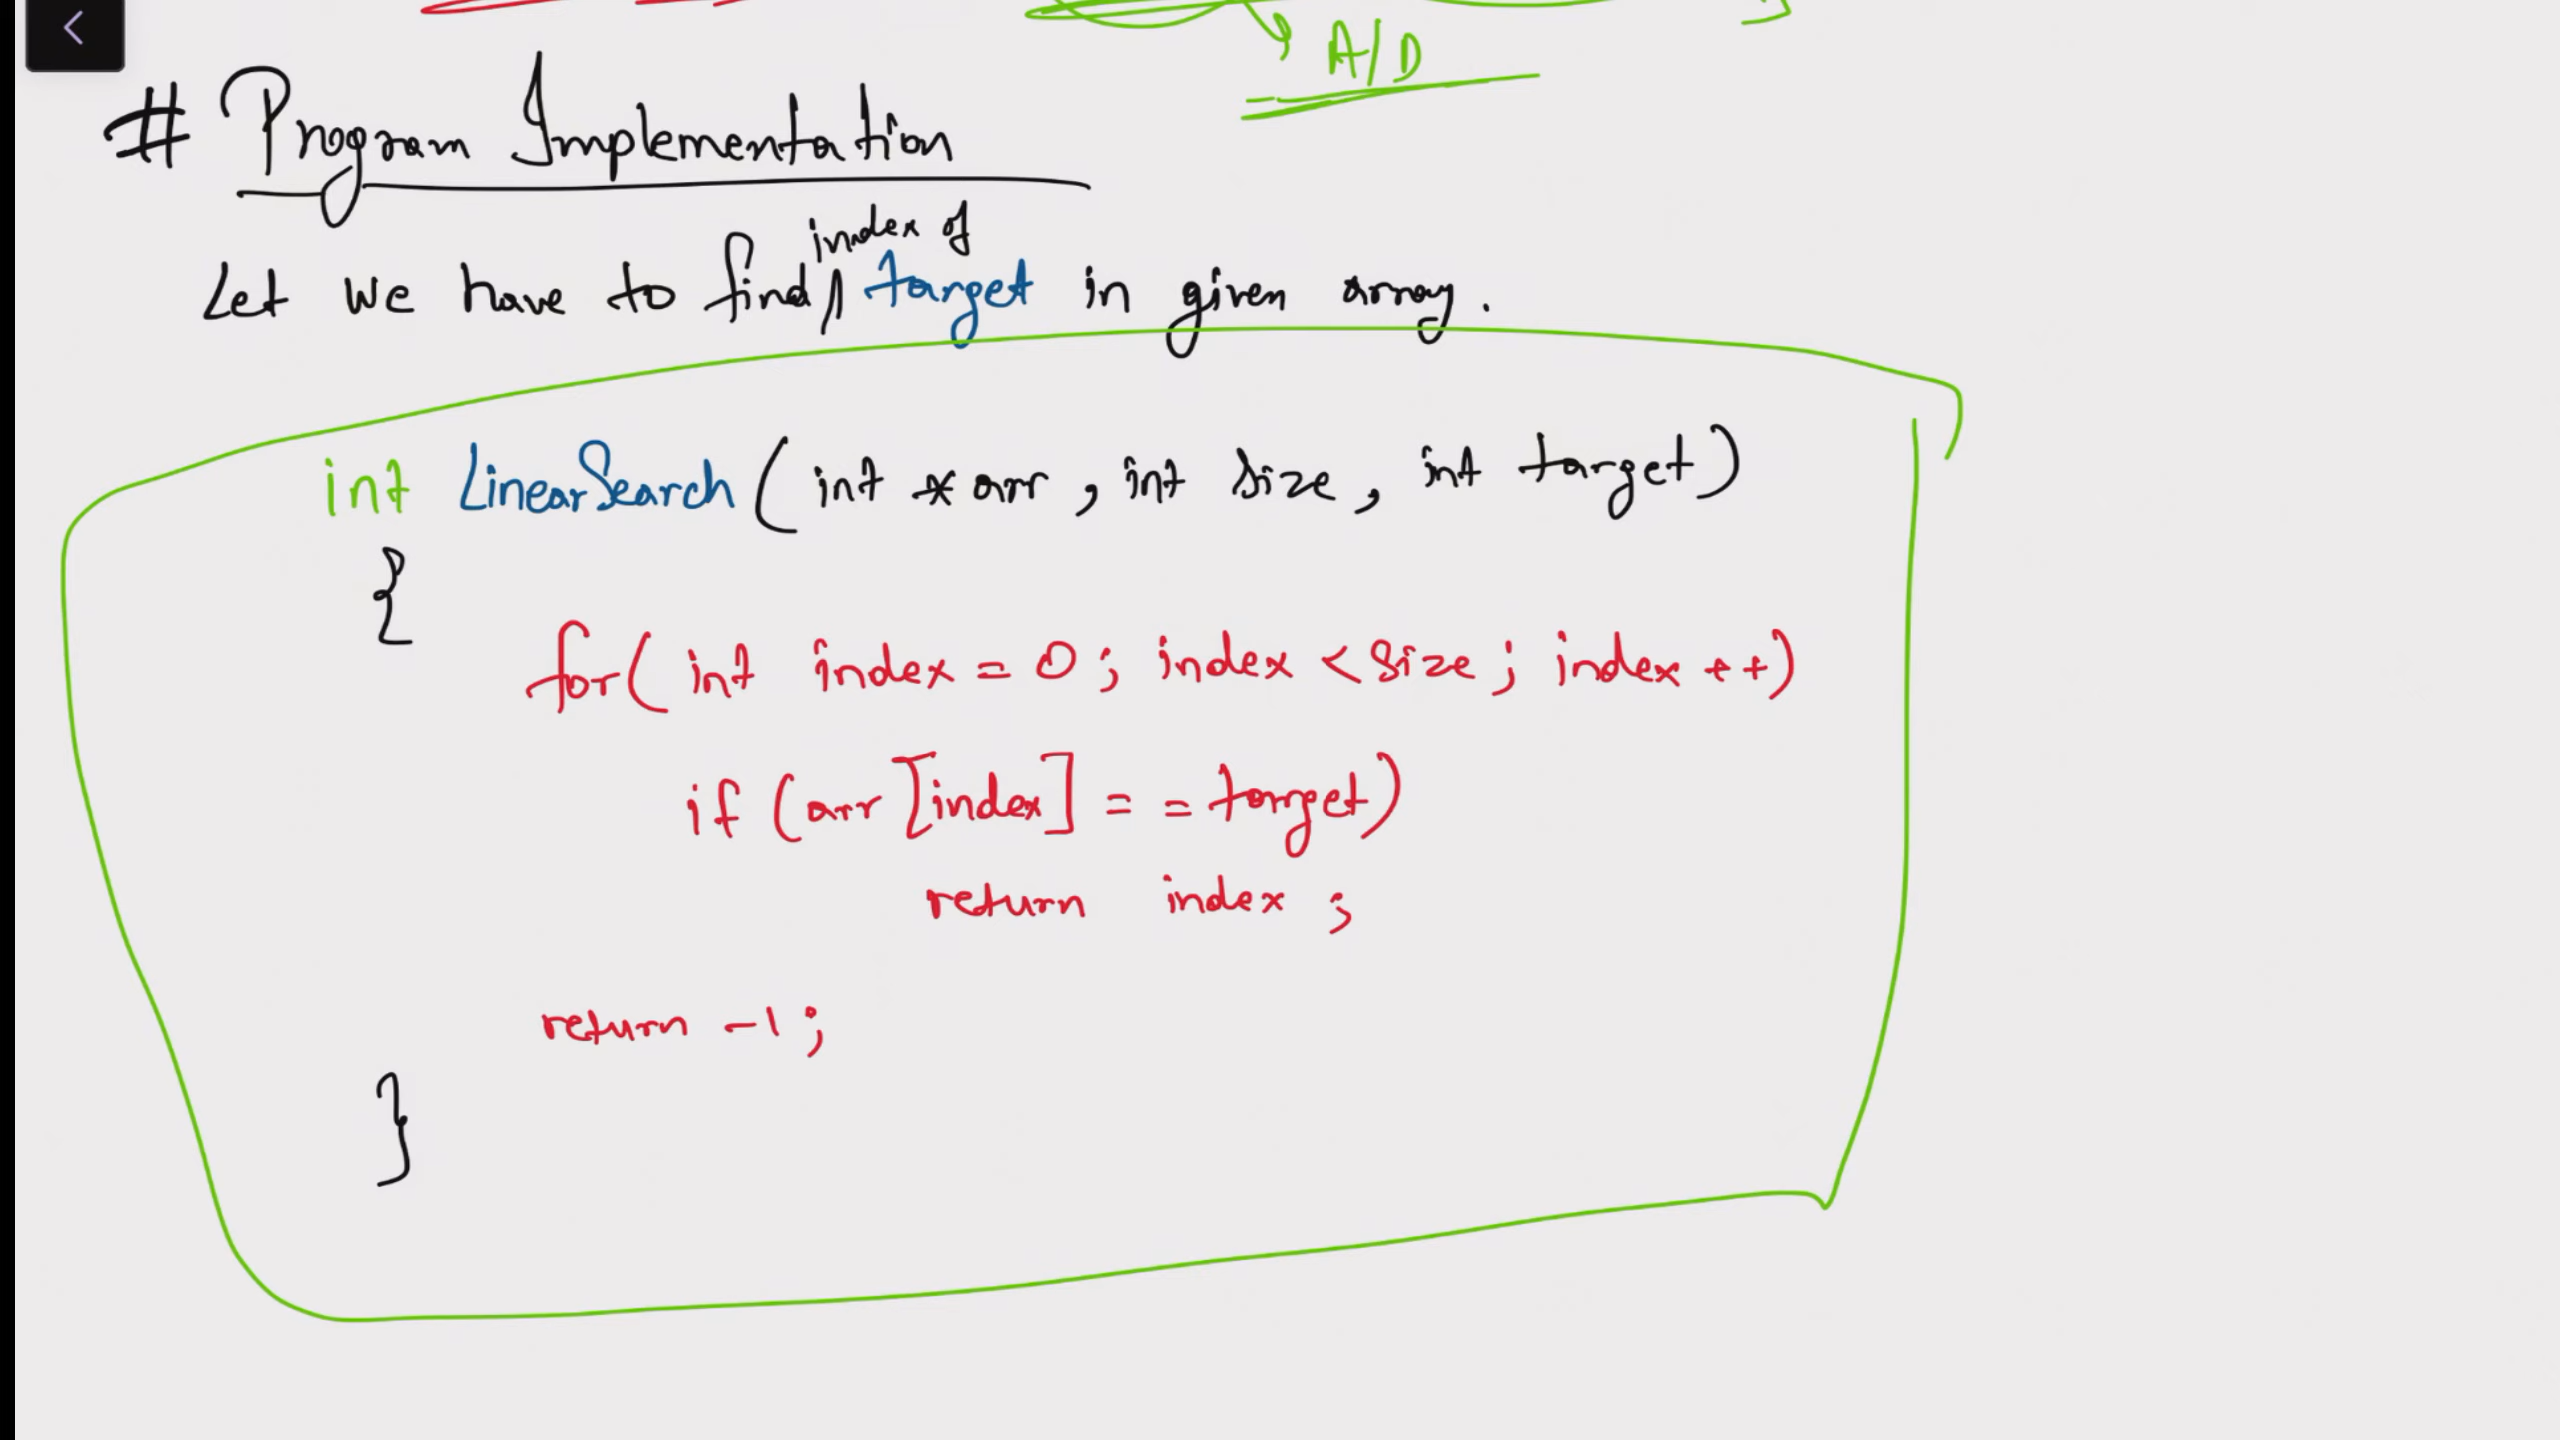 A/D
# Program Implementation
Let we have to find index of target in given array.
int LinearSearch ( int *arr , int size , int target )
{
for( int index = 0 ; index < size ; index ++)
if (arr [index] = = target)
return index ;
return -1 ;
}